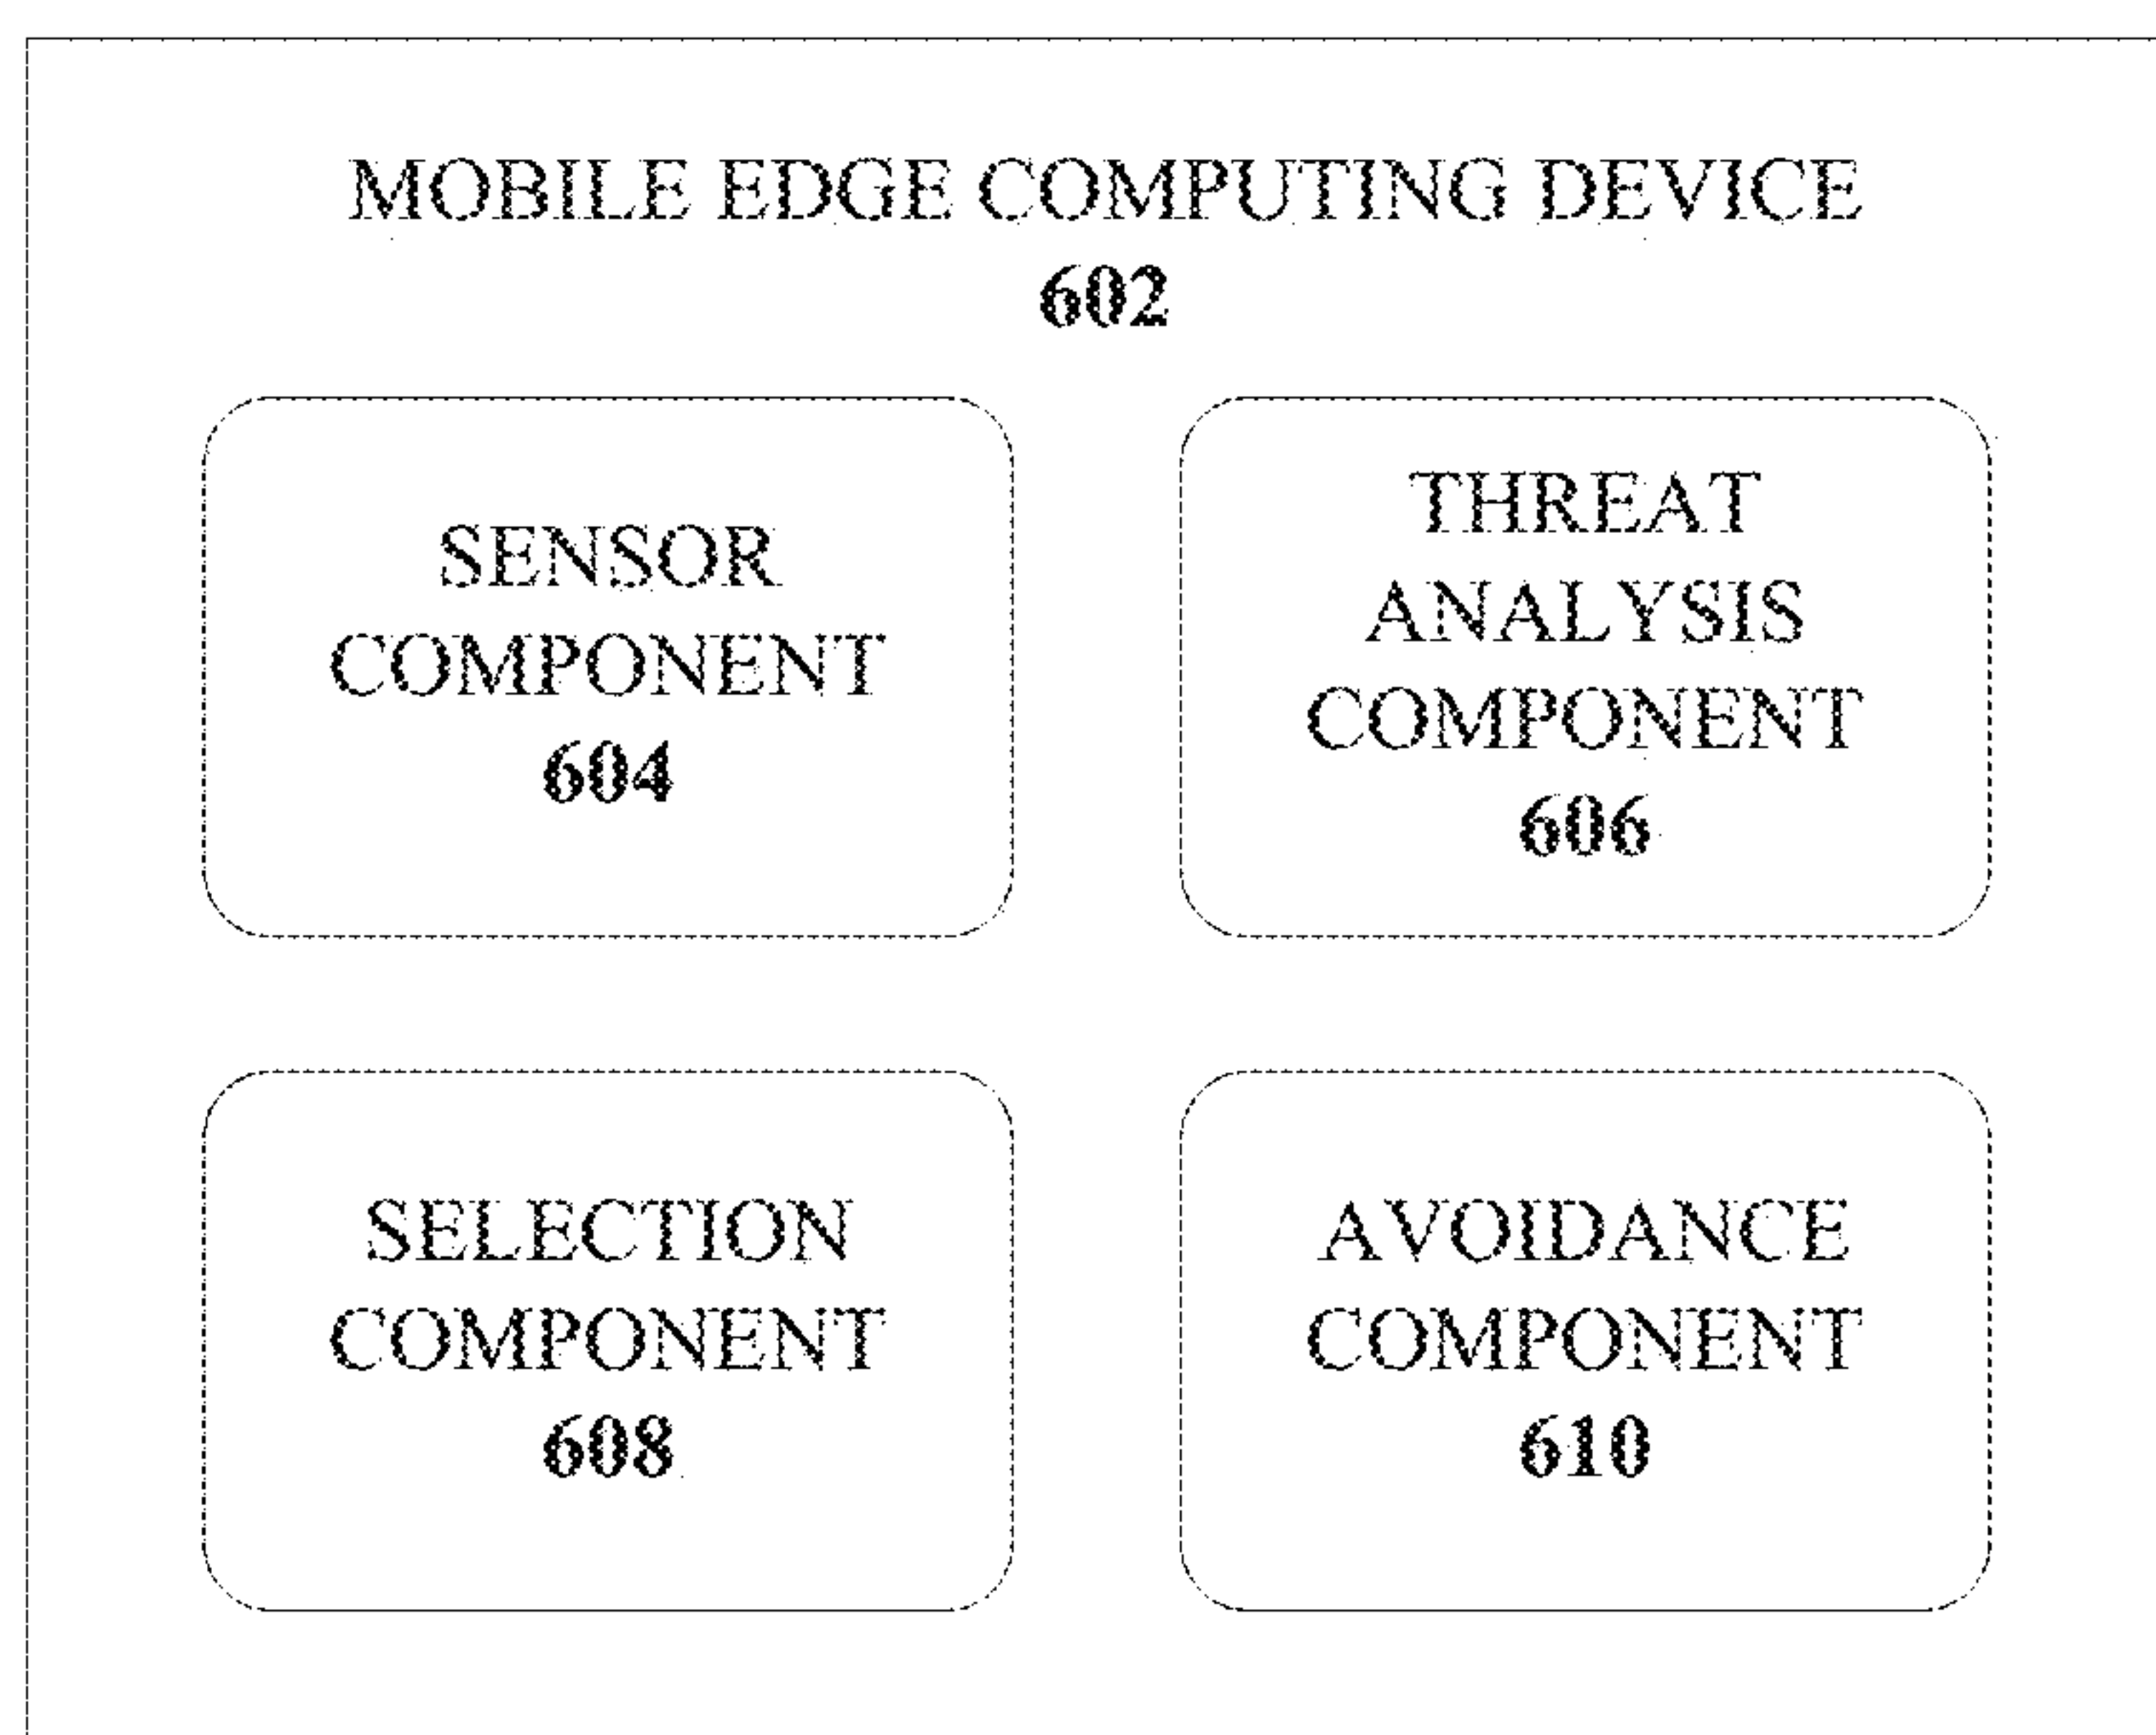 MOBILE EDGE COMPUTING DEVICE
602
SENSOR
COMPONENT
604
THREAT
ANALYSIS
COMPONENT
606
SELECTION
COMPONENT
608
AVOIDANCE
COMPONENT
610